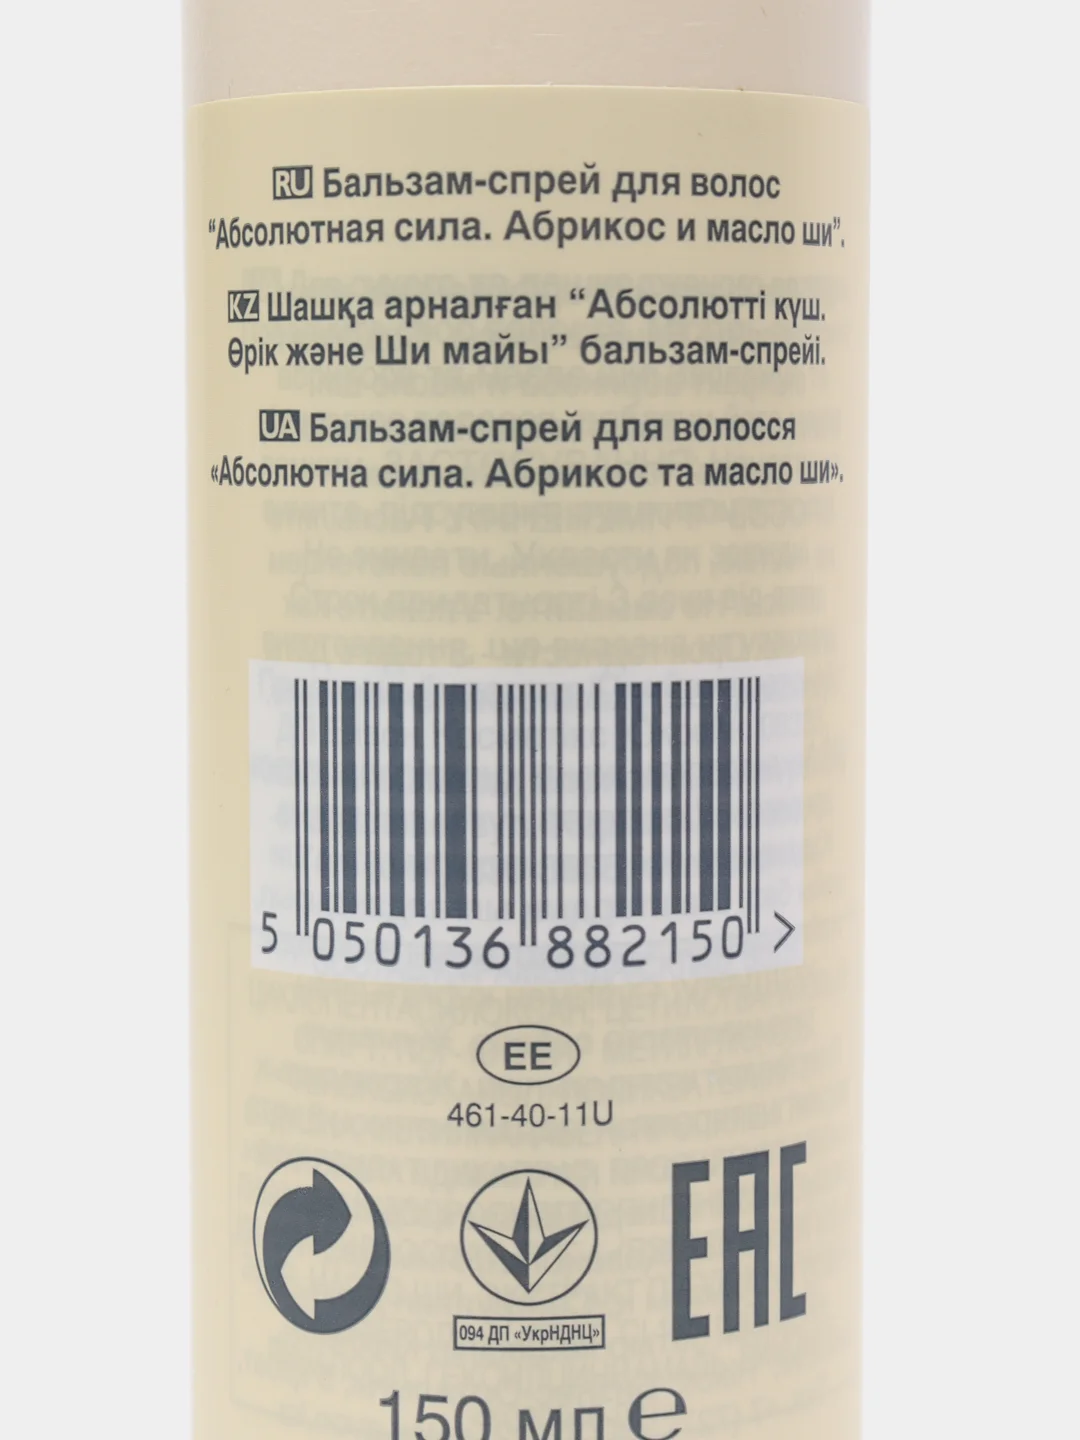 RU Бальзам-спрей для волос
“Абсолютная сила. Абрикос и масло ши”.
KZ Шашқа арналған “Абсолютті күш.
Өрік және Ши майы” бальзам-спрейі.
UA Бальзам-спрей для волосся
«Абсолютна сила. Абрикос та масло ши».
5 050136 882150 >
EE
461-40-11U
EAC
094 ДП «УкрНДНЦ»
150 мл ℮